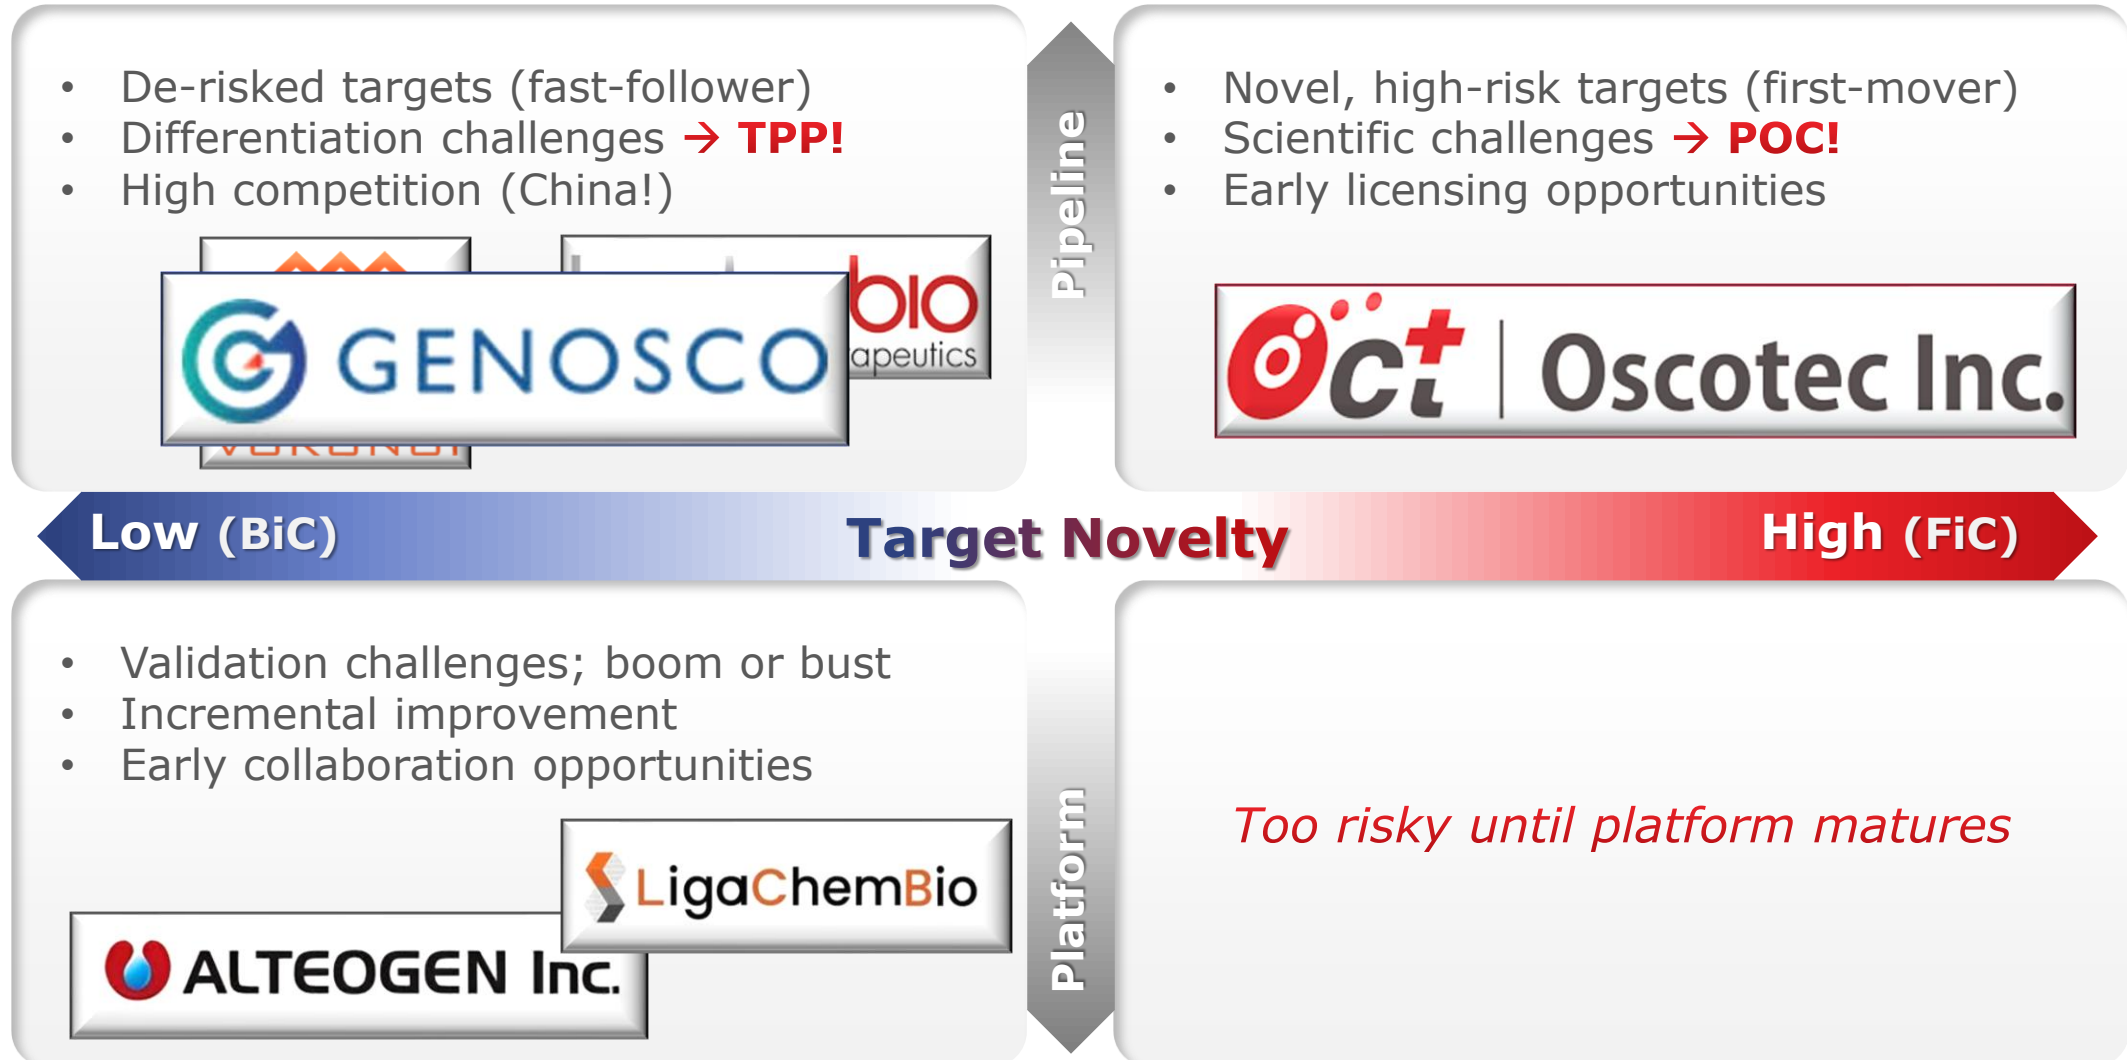 • De-risked targets (fast-follower)
• Differentiation challenges → TPP!
• High competition (China!)
GENOSCO
bio
apeutics
Pipeline
• Novel, high-risk targets (first-mover)
• Scientific challenges → POC!
• Early licensing opportunities
oct | Oscotec Inc.
Low (BiC)
Target Novelty
High (FiC)
• Validation challenges; boom or bust
• Incremental improvement
• Early collaboration opportunities
LigaChemBio
ALTEOGEN Inc.
Platform
Too risky until platform matures